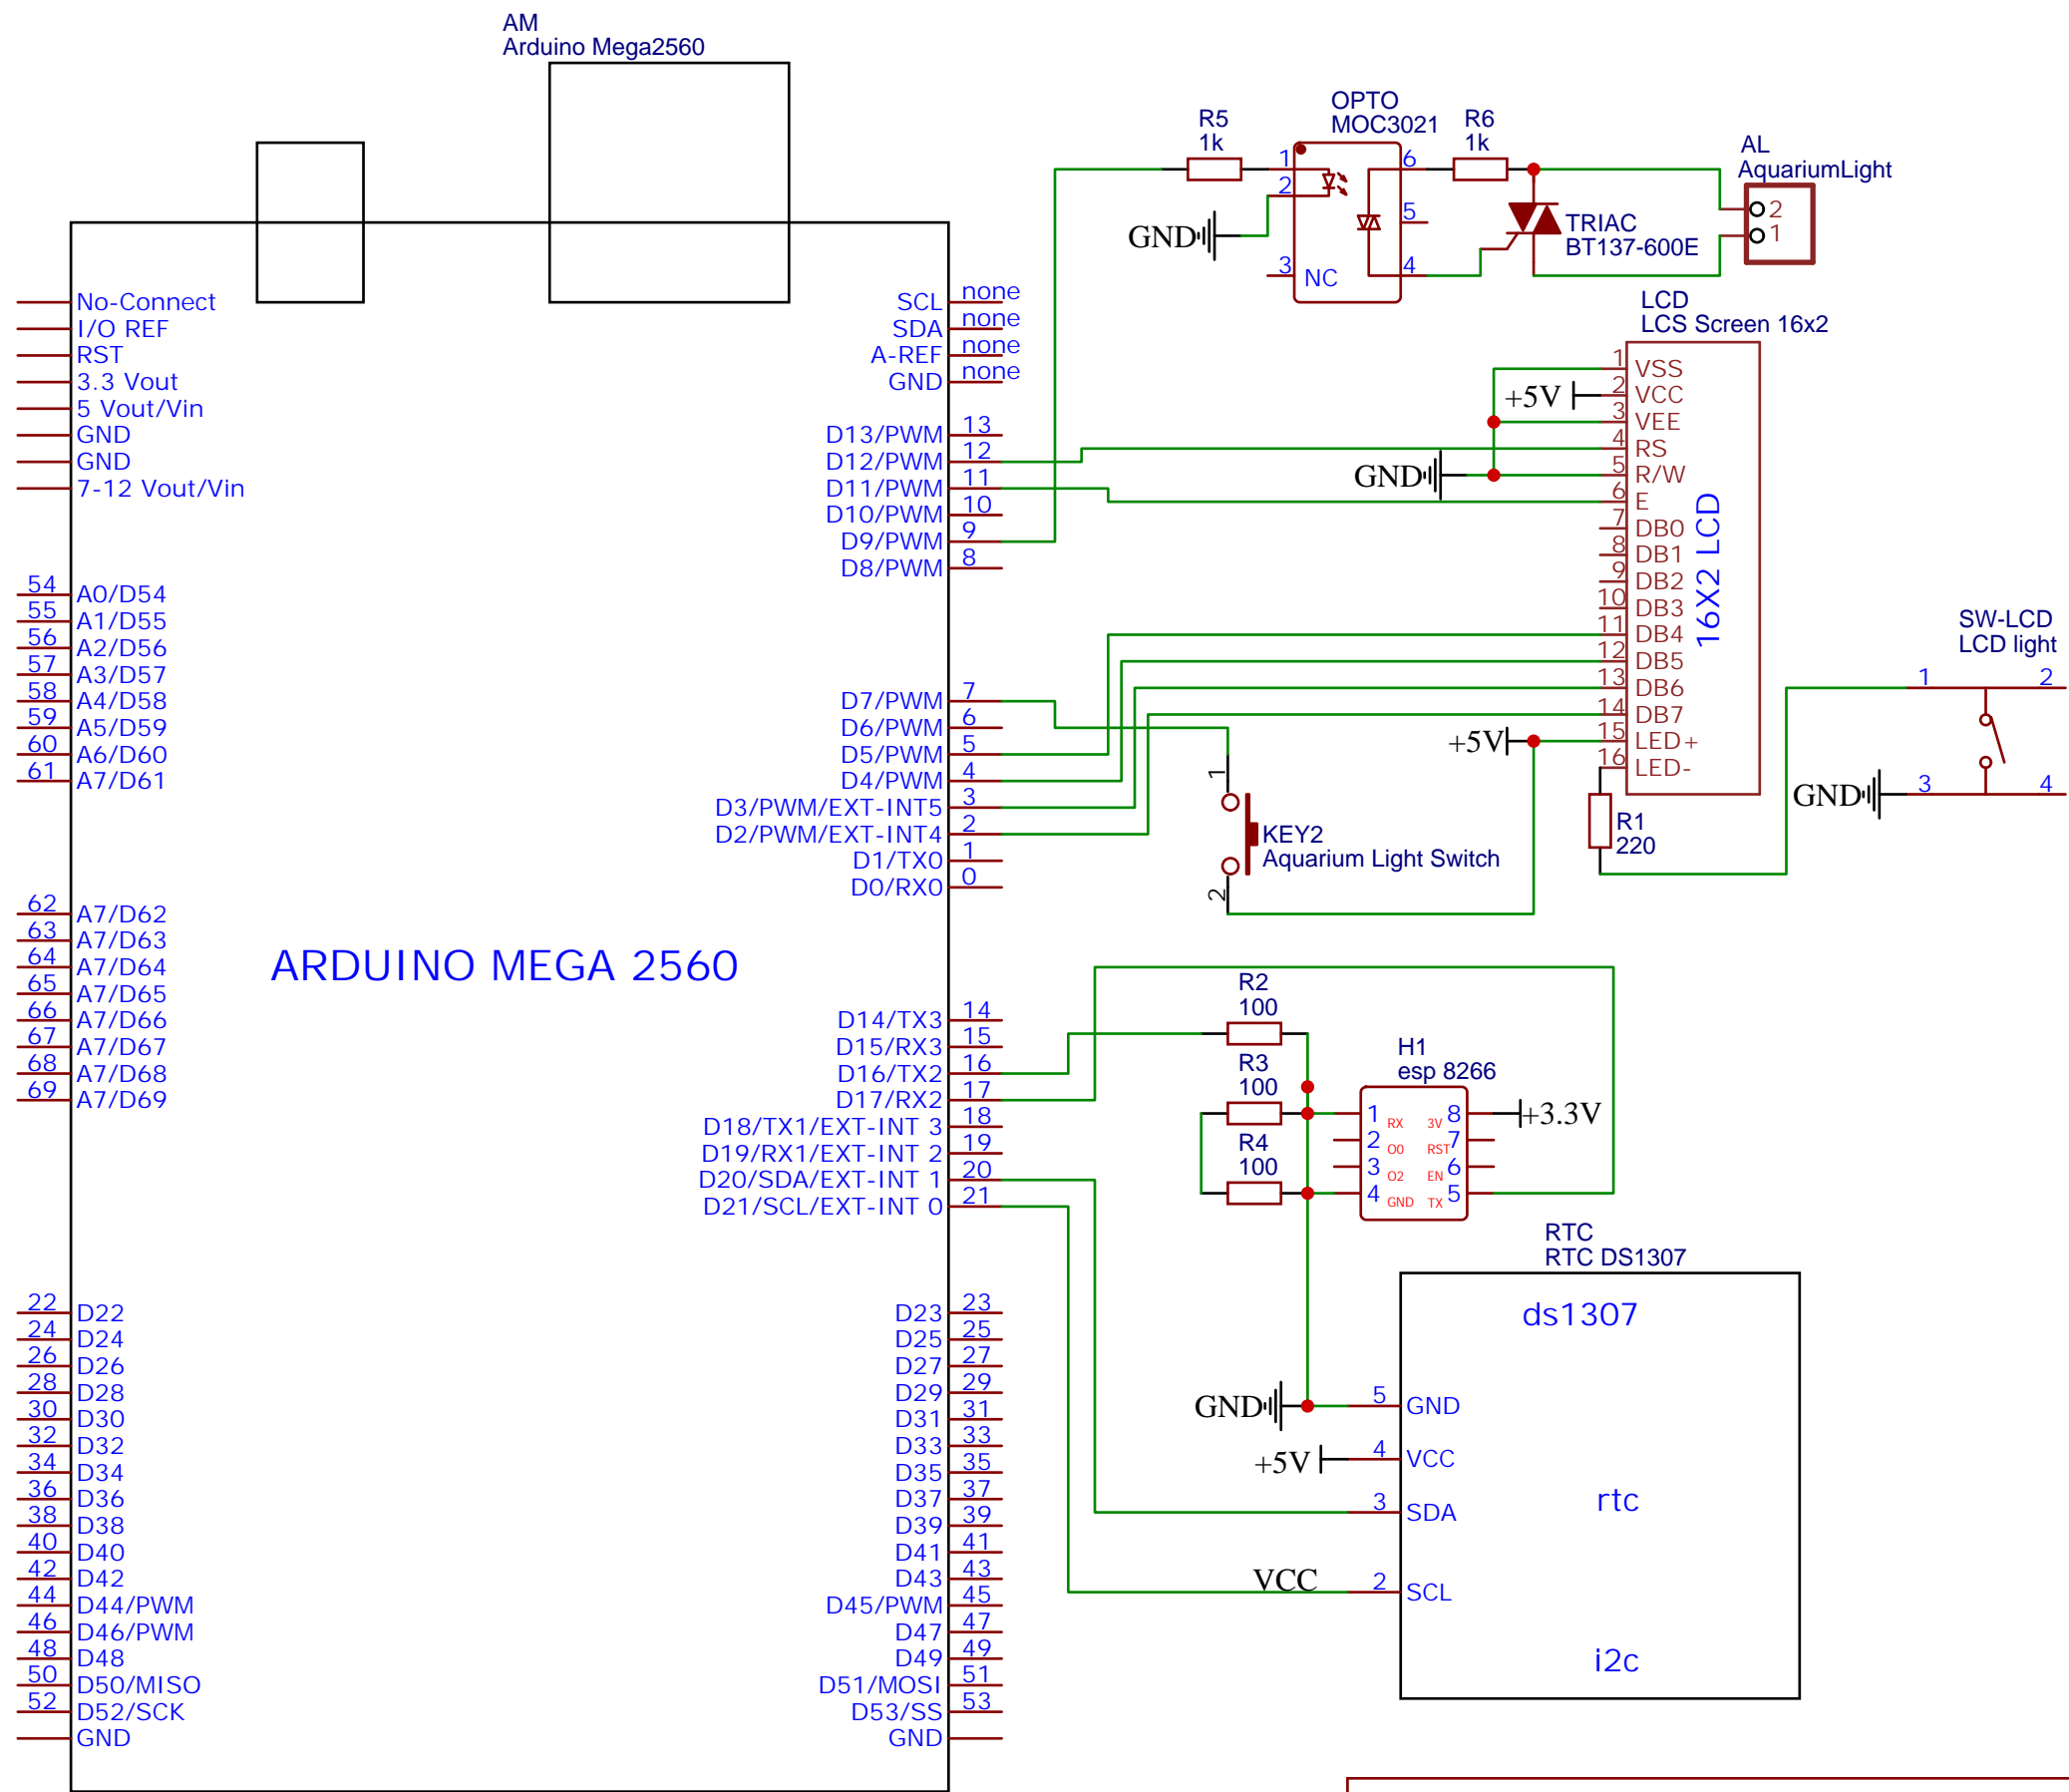 AM
Arduino Mega2560
No-Connect
I/O REF
RST
3.3 Vout
5 Vout/Vin
GND
GND
7-12 Vout/Vin
54 A0/D54
55 A1/D55
56 A2/D56
57 A3/D57
58 A4/D58
59 A5/D59
60 A6/D60
61 A7/D61
62 A7/D62
63 A7/D63
64 A7/D64
65 A7/D65
66 A7/D66
67 A7/D67
68 A7/D68
69 A7/D69
22 D22
24 D24
26 D26
28 D28
30 D30
32 D32
34 D34
36 D36
38 D38
40 D40
42 D42
44 D44/PWM
46 D46/PWM
48 D48
50 D50/MISO
52 D52/SCK
GND
ARDUINO MEGA 2560
SCL none
SDA none
A-REF none
GND none
D13/PWM 13
D12/PWM 12
D11/PWM 11
D10/PWM 10
D9/PWM 9
D8/PWM 8
D7/PWM 7
D6/PWM 6
D5/PWM 5
D4/PWM 4
D3/PWM/EXT-INT5 3
D2/PWM/EXT-INT4 2
D1/TX0 1
D0/RX0 0
D14/TX3 14
D15/RX3 15
D16/TX2 16
D17/RX2 17
D18/TX1/EXT-INT 3 18
D19/RX1/EXT-INT 2 19
D20/SDA/EXT-INT 1 20
D21/SCL/EXT-INT 0 21
D23 23
D25 25
D27 27
D29 29
D31 31
D33 33
D35 35
D37 37
D39 39
D41 41
D43 43
D45/PWM 45
D47 47
D49 49
D51/MOSI 51
D53/SS 53
GND
R5
1k
GND
OPTO
MOC3021
1
2
3 NC
6
5
4
R6
1k
TRIAC
BT137-600E
AL
AquariumLight
2
1
LCD
LCS Screen 16x2
1 VSS
2 VCC
3 VEE
4 RS
5 R/W
6 E
7 DB0
8 DB1
9 DB2
10 DB3
11 DB4
12 DB5
13 DB6
14 DB7
15 LED+
16 LED-
16X2 LCD
+5V
GND
+5V
R1
220
SW-LCD
LCD light
1 2
3 4
GND
1
KEY2
Aquarium Light Switch
2
R2
100
R3
100
R4
100
H1
esp 8266
1 RX 3V 8
2 O0 RST 7
3 O2 EN 6
4 GND TX 5
+3.3V
RTC
RTC DS1307
ds1307
GND 5 GND
+5V 4 VCC
3 SDA
rtc
VCC 2 SCL
i2c